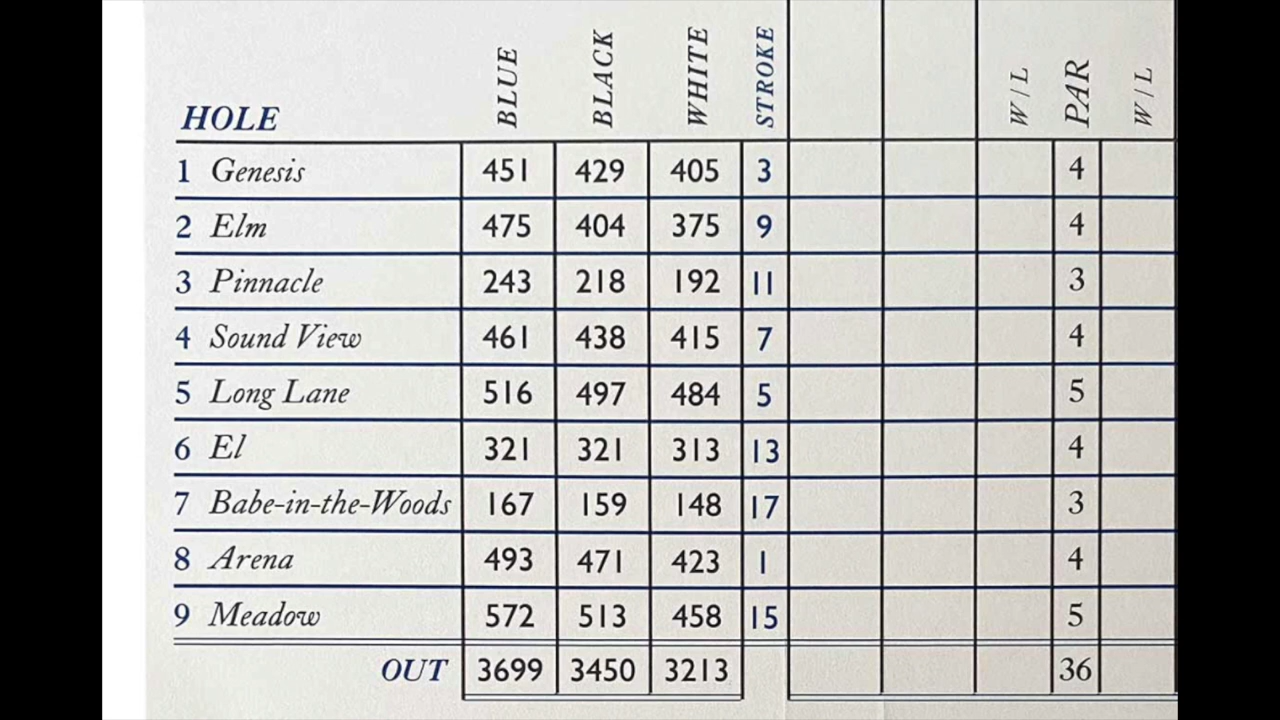 HOLE BLUE BLACK WHITE STROKE W/L PAR W/L
1 Genesis 451 429 405 3 4
2 Elm 475 404 375 9 4
3 Pinnacle 243 218 192 11 3
4 Sound View 461 438 415 7 4
5 Long Lane 516 497 484 5 5
6 El 321 321 313 13 4
7 Babe-in-the-Woods 167 159 148 17 3
8 Arena 493 471 423 1 4
9 Meadow 572 513 458 15 5
OUT 3699 3450 3213 36